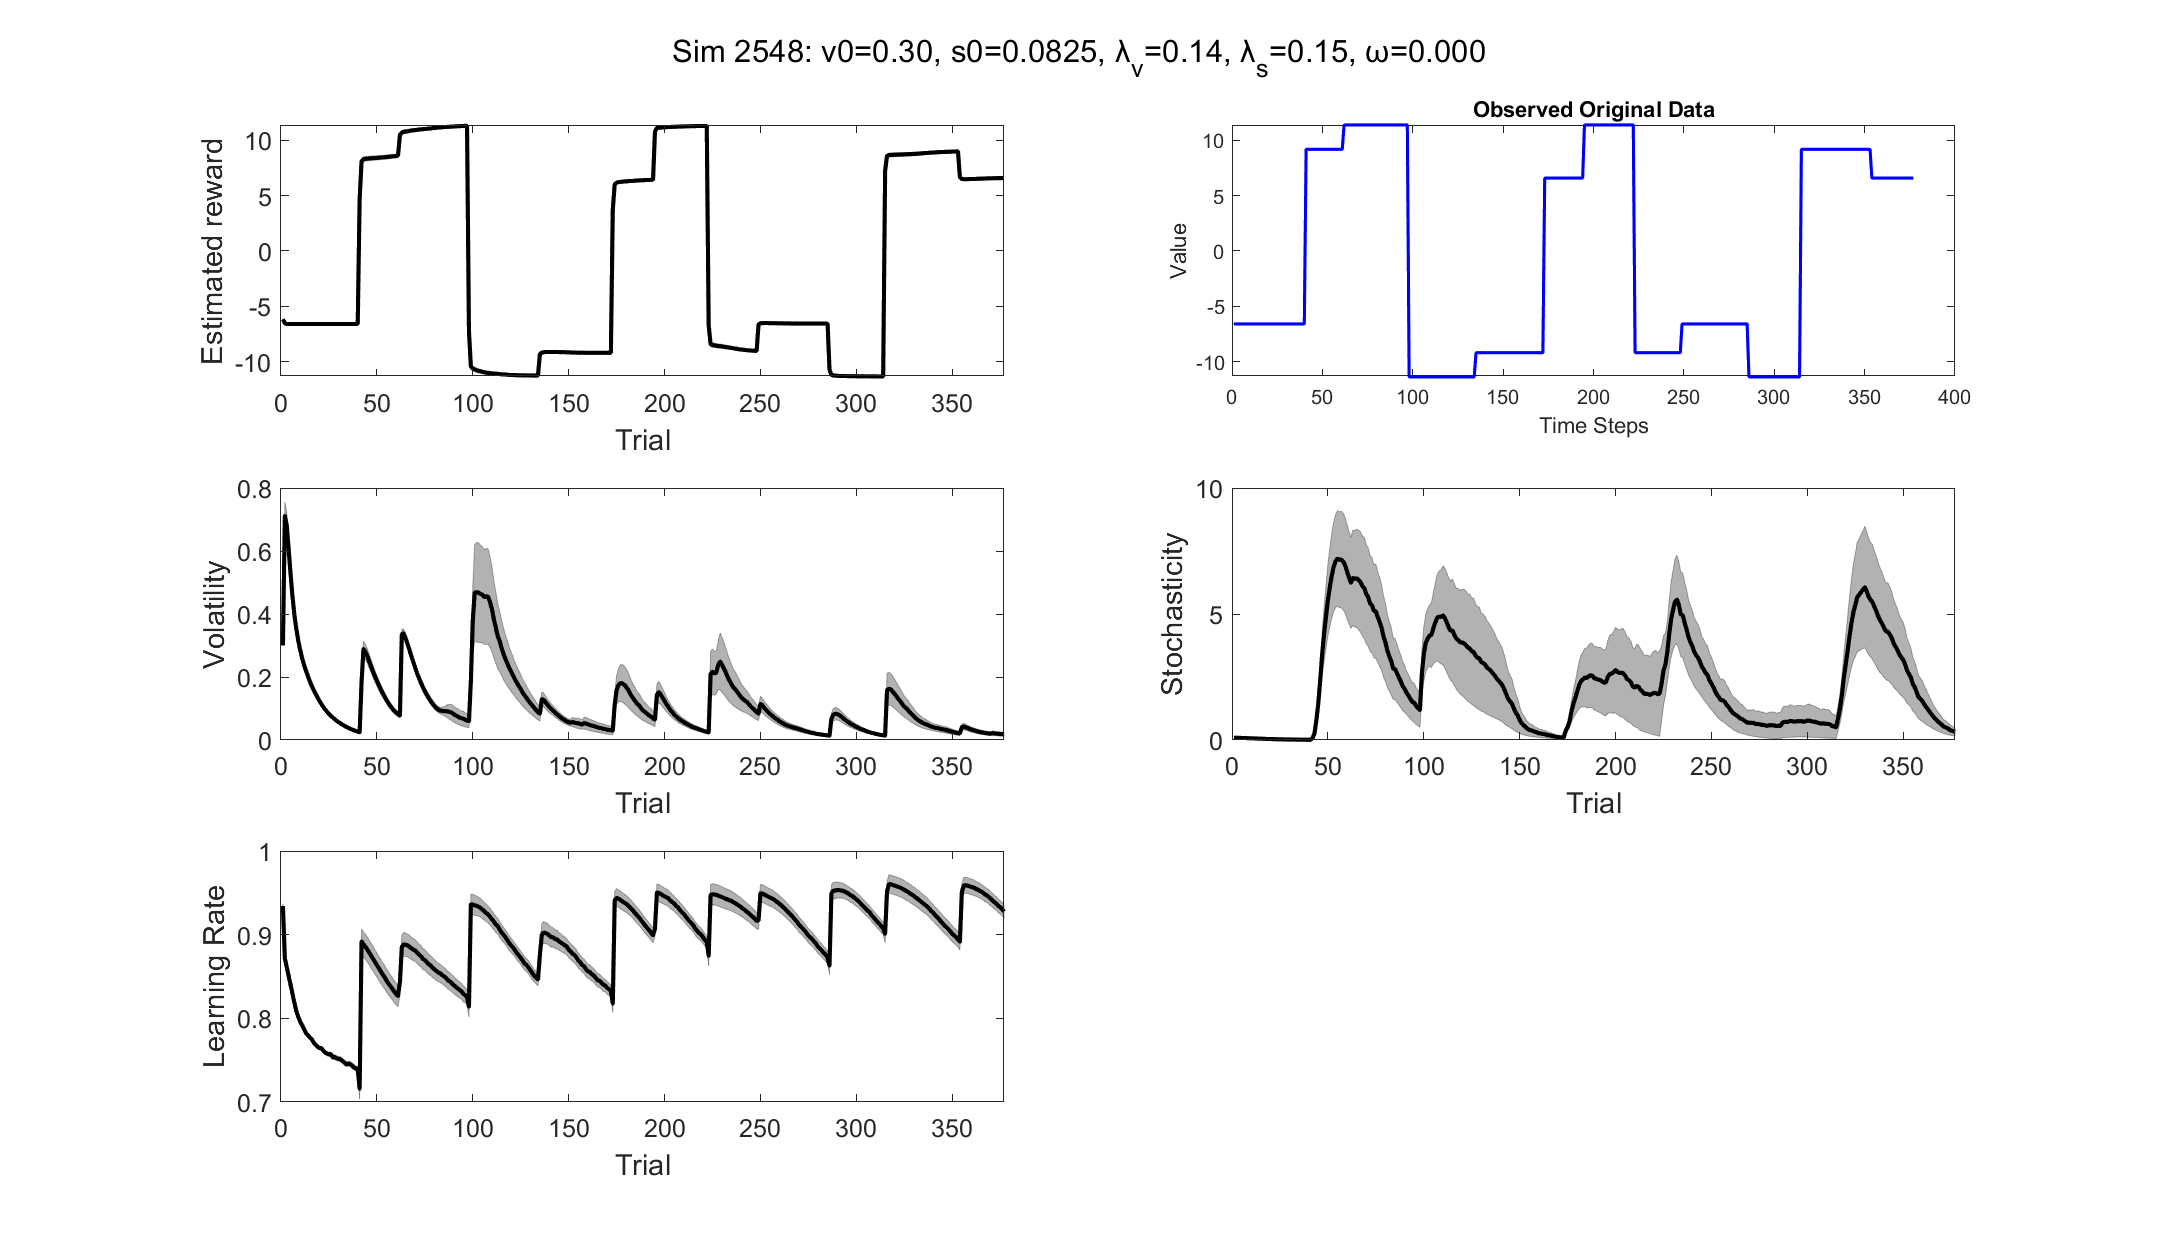 Sim 2548: v0=0.30, s0=0.0825, λv=0.14, λs=0.15, ω=0.000
Estimated reward
10
5
0
-5
-10
0 50 100 150 200 250 300 350
Trial
Observed Original Data
Value
10
5
0
-5
-10
0 50 100 150 200 250 300 350 400
Time Steps
Volatility
0.8
0.6
0.4
0.2
0
0 50 100 150 200 250 300 350
Trial
Stochasticity
10
5
0
0 50 100 150 200 250 300 350
Trial
Learning Rate
1
0.9
0.8
0.7
0 50 100 150 200 250 300 350
Trial